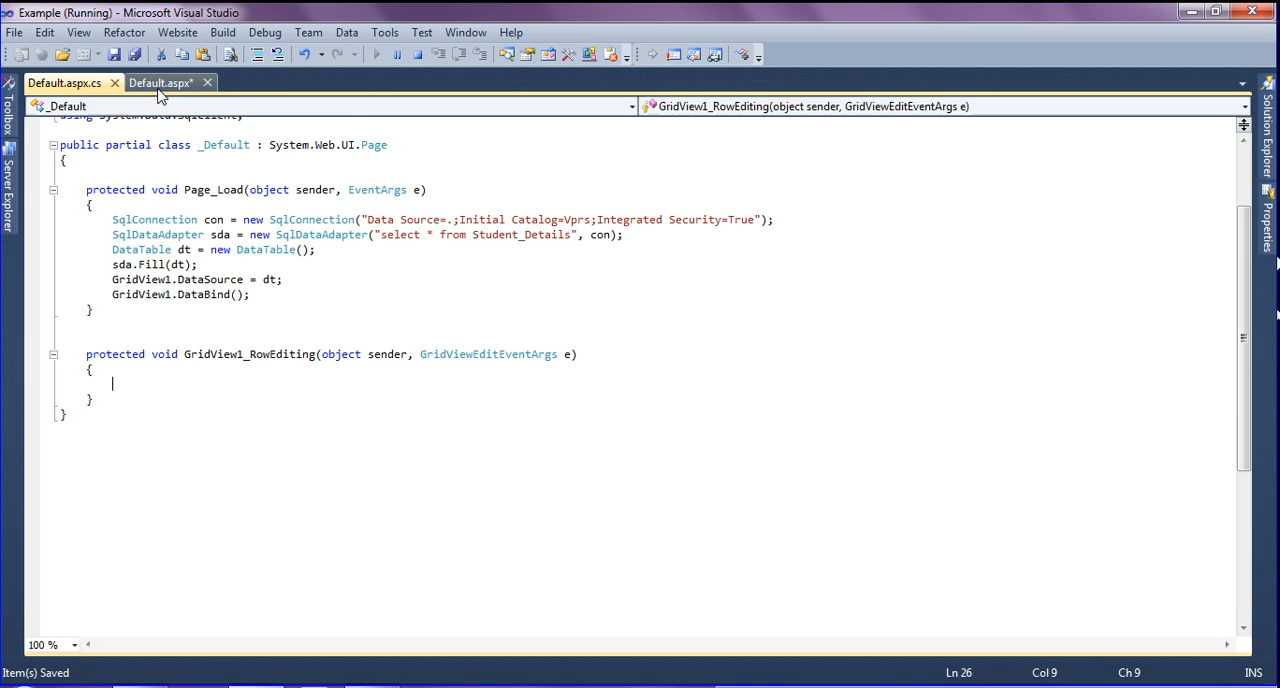 Example (Running) - Microsoft Visual Studio
File Edit View Refactor Website Build Debug Team Data Tools Test Window Help
Default.aspx.cs Default.aspx*
_Default GridView1_RowEditing(object sender, GridViewEditEventArgs e)
using System.Data.SqlClient;
public partial class _Default : System.Web.UI.Page
{
protected void Page_Load(object sender, EventArgs e)
{
SqlConnection con = new SqlConnection("Data Source=.;Initial Catalog=Vprs;Integrated Security=True");
SqlDataAdapter sda = new SqlDataAdapter("select * from Student_Details", con);
DataTable dt = new DataTable();
sda.Fill(dt);
GridView1.DataSource = dt;
GridView1.DataBind();
}
protected void GridView1_RowEditing(object sender, GridViewEditEventArgs e)
{
}
}
100 %
Item(s) Saved Ln 26 Col 9 Ch 9 INS
Toolbox
Server Explorer
Solution Explorer
Properties